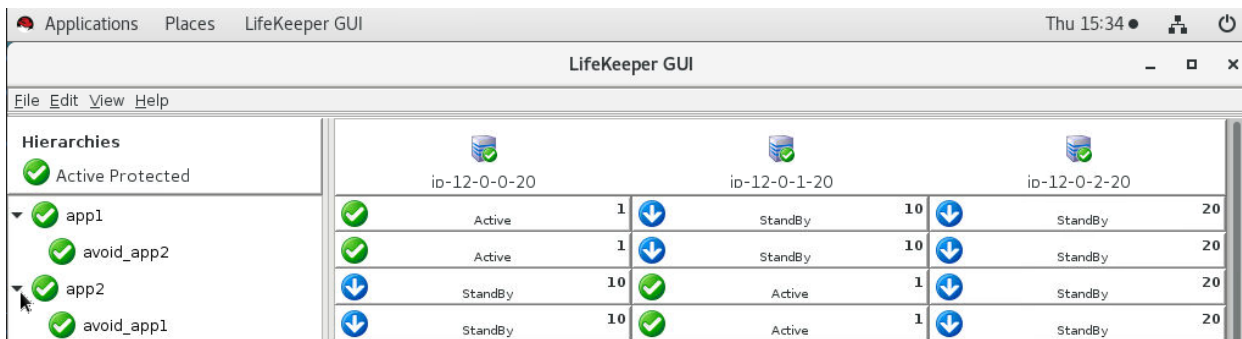 Applications Places LifeKeeper GUI Thu 15:34
LifeKeeper GUI
File Edit View Help
Hierarchies
Active Protected
ip-12-0-0-20 ip-12-0-1-20 ip-12-0-2-20
app1 Active 1 StandBy 10 StandBy 20
avoid_app2 Active 1 StandBy 10 StandBy 20
app2 StandBy 10 Active 1 StandBy 20
avoid_app1 StandBy 10 Active 1 StandBy 20